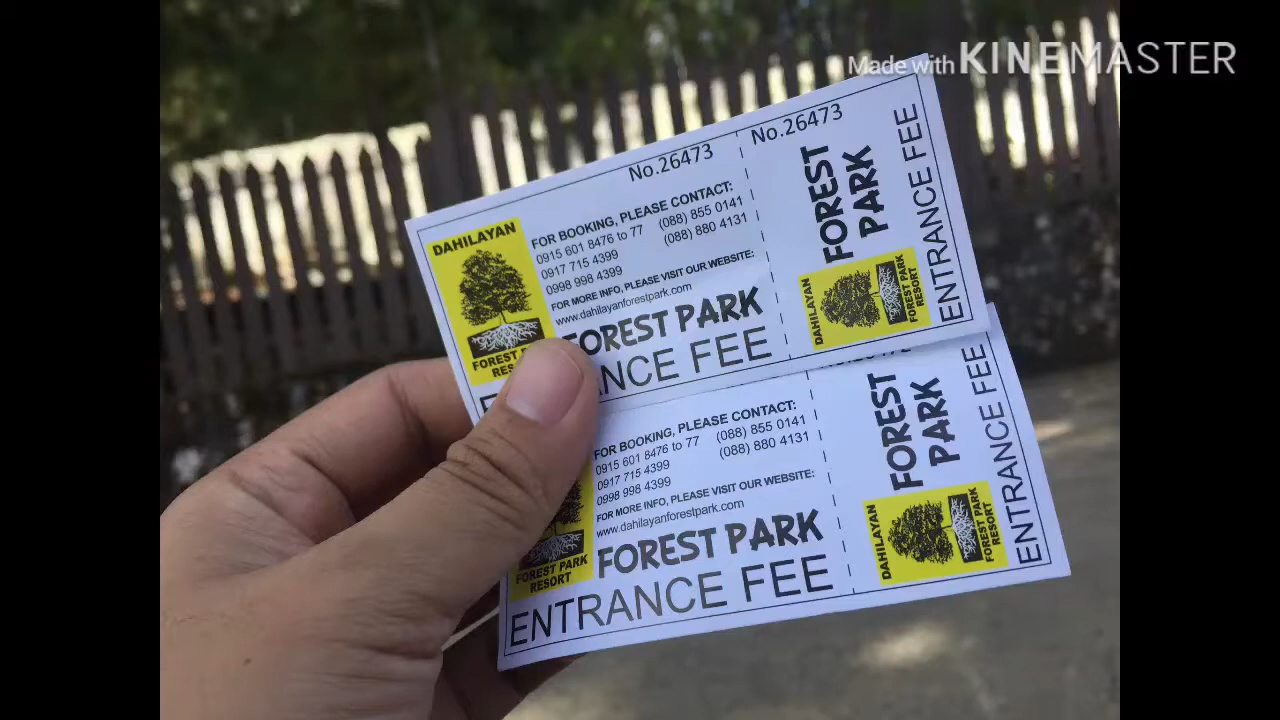 Made with KINEMASTER
No.26473
DAHILAYAN
FOREST
RESORT
FOR BOOKING, PLEASE CONTACT:
0915 601 8476 to 77 (088) 855 0141
0917 715 4399 (088) 880 4131
0998 998 4399
FOR MORE INFO, PLEASE VISIT OUR WEBSITE:
www.dahilayanforestpark.com
FOREST PARK
ENTRANCE FEE
No.26473
FOREST
PARK
DAHILAYAN
FOREST PARK
RESORT
ENTRANCE FEE
FOREST PARK
RESORT
FOR BOOKING, PLEASE CONTACT:
0915 601 8476 to 77 (088) 855 0141
0917 715 4399 (088) 880 4131
0998 998 4399
FOR MORE INFO, PLEASE VISIT OUR WEBSITE:
www.dahilayanforestpark.com
FOREST PARK
ENTRANCE FEE
FOREST
PARK
DAHILAYAN
FOREST PARK
RESORT
ENTRANCE FEE